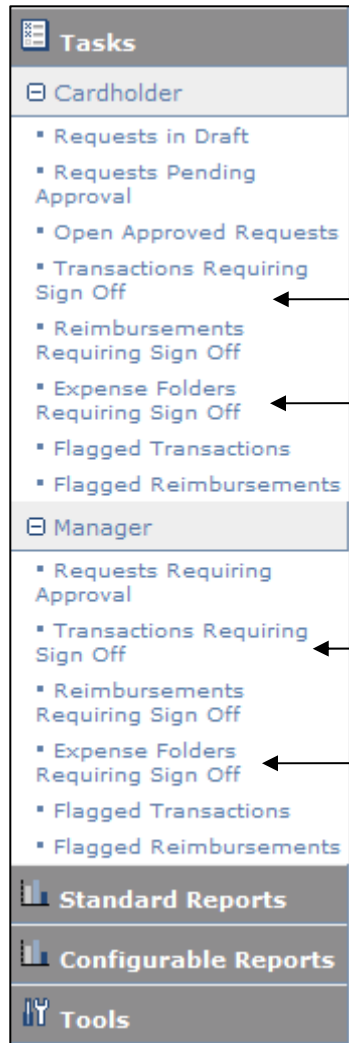 Tasks
Cardholder
Requests in Draft
Requests Pending
Approval
Open Approved Requests
Transactions Requiring
Sign Off
Reimbursements
Requiring Sign Off
Expense Folders
Requiring Sign Off
Flagged Transactions
Flagged Reimbursements
Manager
Requests Requiring
Approval
Transactions Requiring
Sign Off
Reimbursements
Requiring Sign Off
Expense Folders
Requiring Sign Off
Flagged Transactions
Flagged Reimbursements
Standard Reports
Configurable Reports
Tools